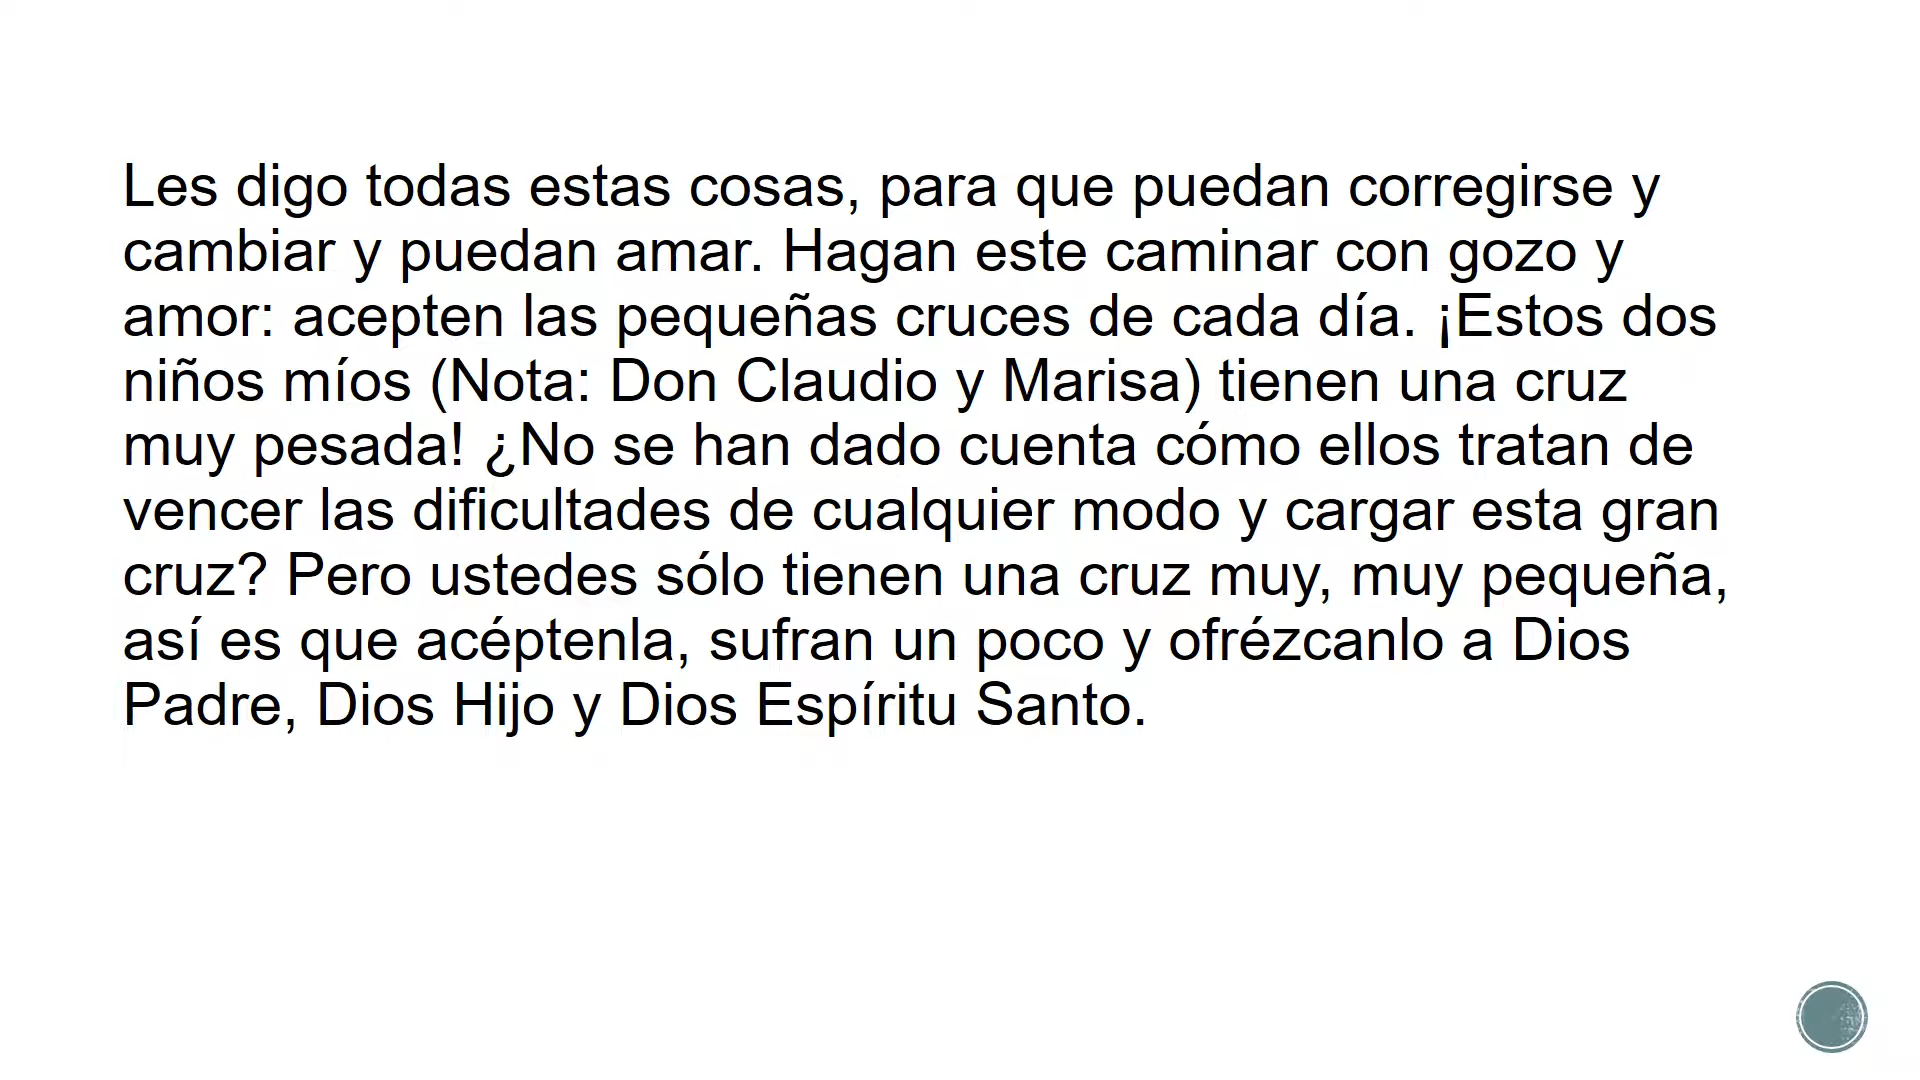 Les digo todas estas cosas, para que puedan corregirse y
cambiar y puedan amar. Hagan este caminar con gozo y
amor: acepten las pequeñas cruces de cada día. ¡Estos dos
niños míos (Nota: Don Claudio y Marisa) tienen una cruz
muy pesada! ¿No se han dado cuenta cómo ellos tratan de
vencer las dificultades de cualquier modo y cargar esta gran
cruz? Pero ustedes sólo tienen una cruz muy, muy pequeña,
así es que acéptenla, sufran un poco y ofrézcanlo a Dios
Padre, Dios Hijo y Dios Espíritu Santo.